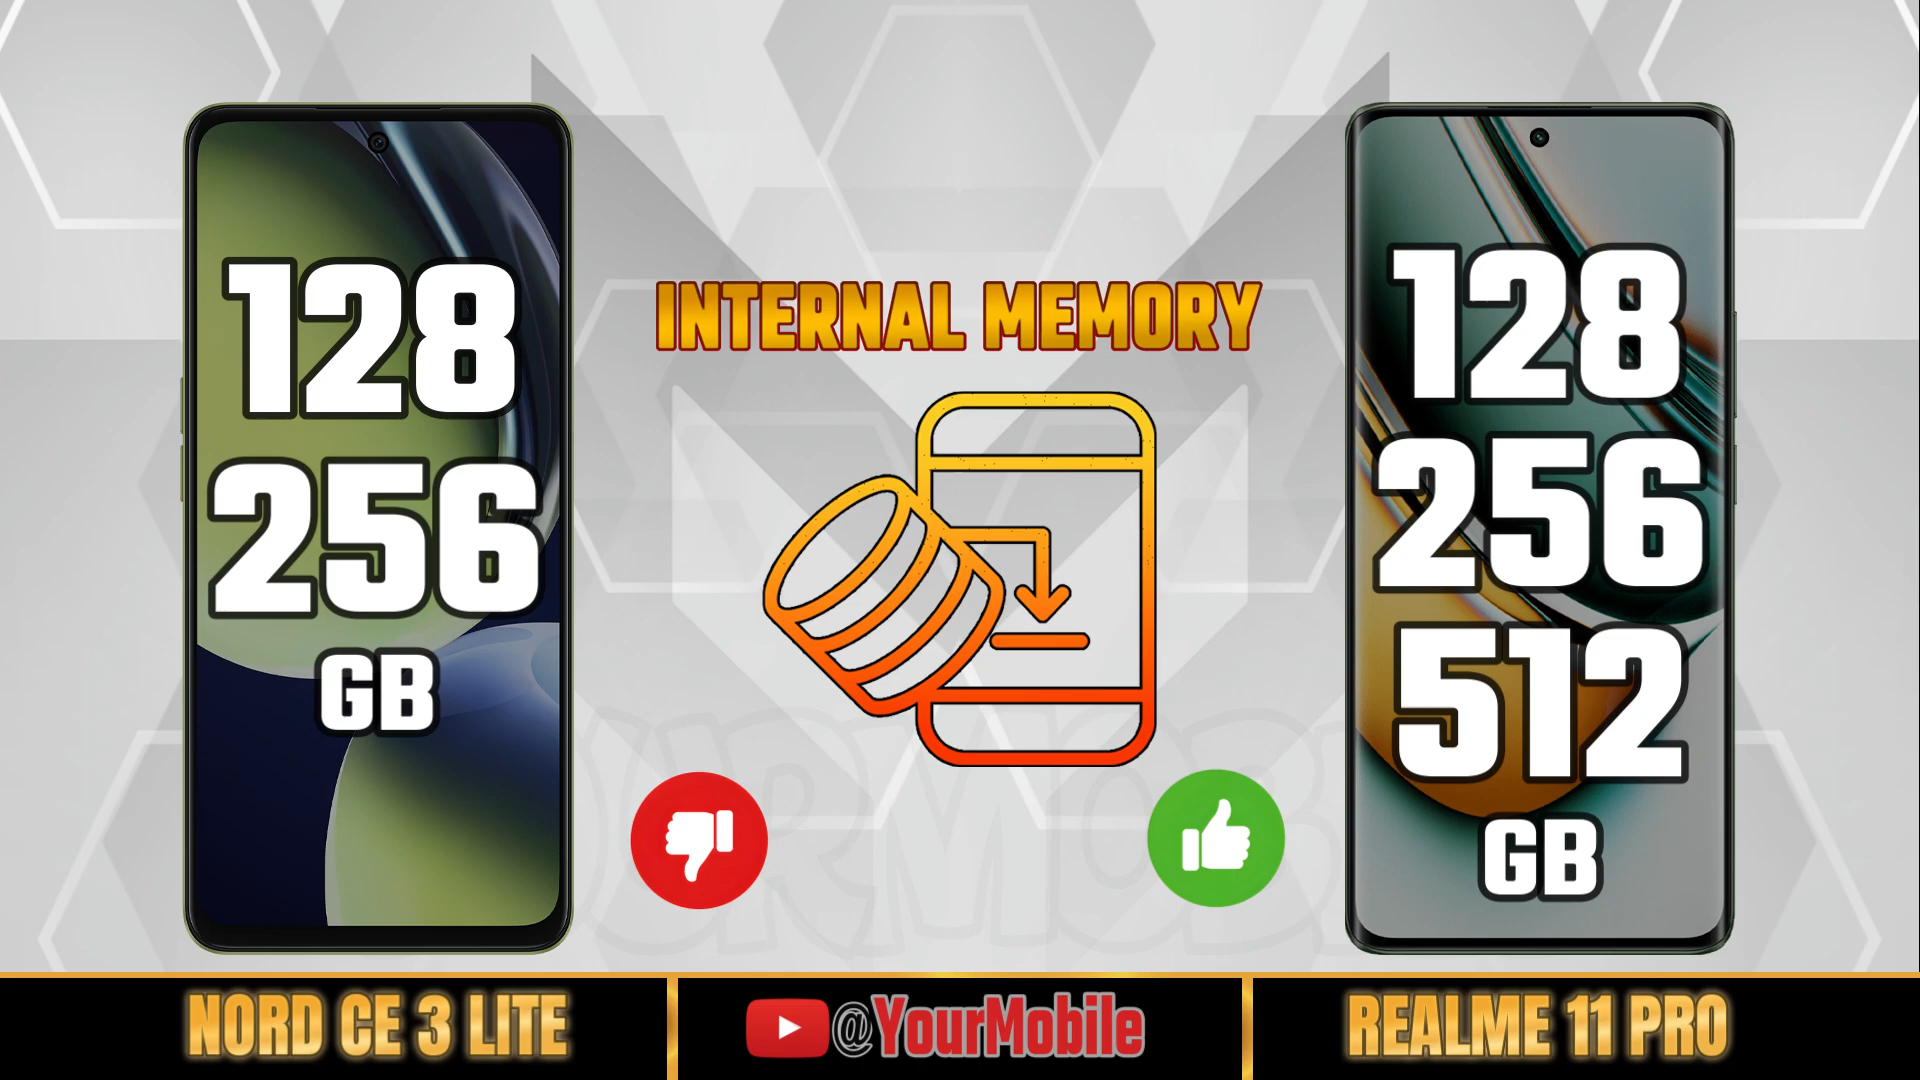 INTERNAL MEMORY
128
256
GB
128
256
512
GB
NORD CE 3 LITE
@YourMobile
REALME 11 PRO